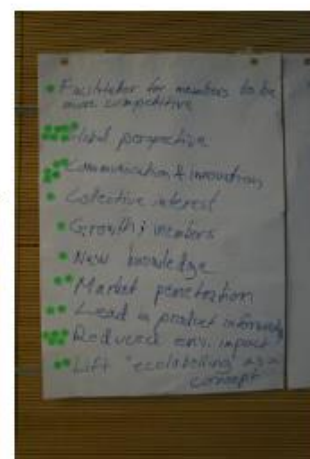 Facilitator for members to be
more competitive
Global perspective
Communication & innovations
Collective interest
Growth; members
New knowledge
Market penetration
Lead in product
Reduced env. impact
Lift "ecolabelling" as a
concept